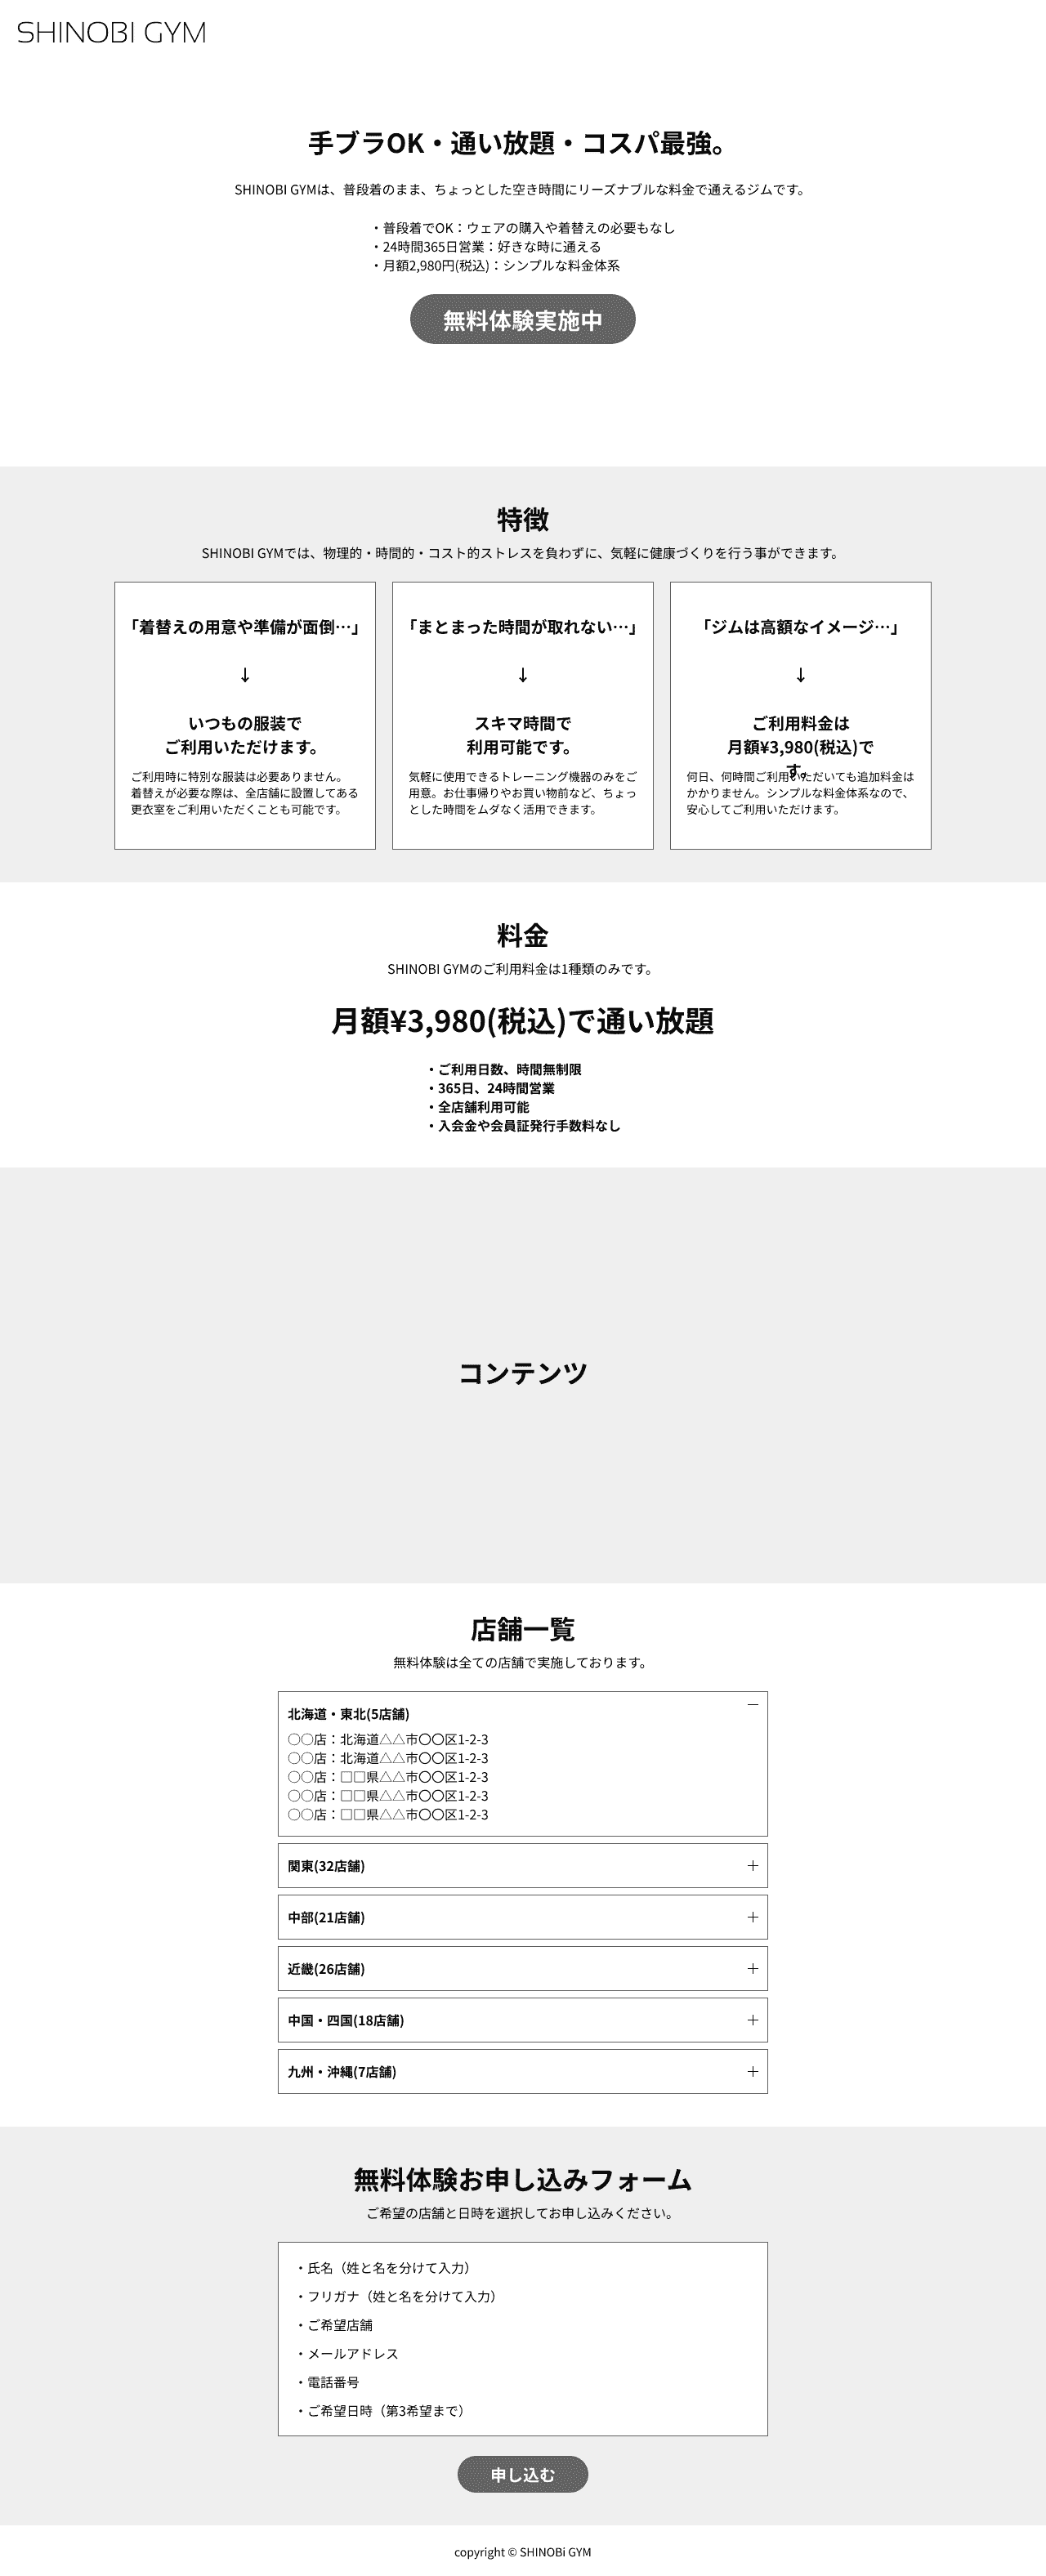 SHINOBI GYM
手ブラOK・通い放題・コスパ最強。
SHINOBI GYMは、普段着のまま、ちょっとした空き時間にリーズナブルな料金で通えるジムです。
・普段着でOK：ウェアの購入や着替えの必要もなし
・24時間365日営業：好きな時に通える
・月額2,980円(税込)：シンプルな料金体系
無料体験実施中
特徴
SHINOBI GYMでは、物理的・時間的・コスト的ストレスを負わずに、気軽に健康づくりを行う事ができます。
「着替えの用意や準備が面倒…」
↓
いつもの服装で
ご利用いただけます。
ご利用時に特別な服装は必要ありません。
着替えが必要な際は、全店舗に設置してある
更衣室をご利用いただくことも可能です。
「まとまった時間が取れない…」
↓
スキマ時間で
利用可能です。
気軽に使用できるトレーニング機器のみをご
用意。お仕事帰りやお買い物前など、ちょっ
とした時間をムダなく活用できます。
「ジムは高額なイメージ…」
↓
ご利用料金は
月額¥3,980(税込)で
す。
何日、何時間ご利用いただいても追加料金は
かかりません。シンプルな料金体系なので、
安心してご利用いただけます。
料金
SHINOBI GYMのご利用料金は1種類のみです。
月額¥3,980(税込)で通い放題
・ご利用日数、時間無制限
・365日、24時間営業
・全店舗利用可能
・入会金や会員証発行手数料なし
コンテンツ
店舗一覧
無料体験は全ての店舗で実施しております。
北海道・東北(5店舗)
〇〇店：北海道△△市〇〇区1-2-3
〇〇店：北海道△△市〇〇区1-2-3
〇〇店：□□県△△市〇〇区1-2-3
〇〇店：□□県△△市〇〇区1-2-3
〇〇店：□□県△△市〇〇区1-2-3
関東(32店舗)
中部(21店舗)
近畿(26店舗)
中国・四国(18店舗)
九州・沖縄(7店舗)
無料体験お申し込みフォーム
ご希望の店舗と日時を選択してお申し込みください。
・氏名（姓と名を分けて入力）
・フリガナ（姓と名を分けて入力）
・ご希望店舗
・メールアドレス
・電話番号
・ご希望日時（第3希望まで）
申し込む
copyright © SHINOBi GYM